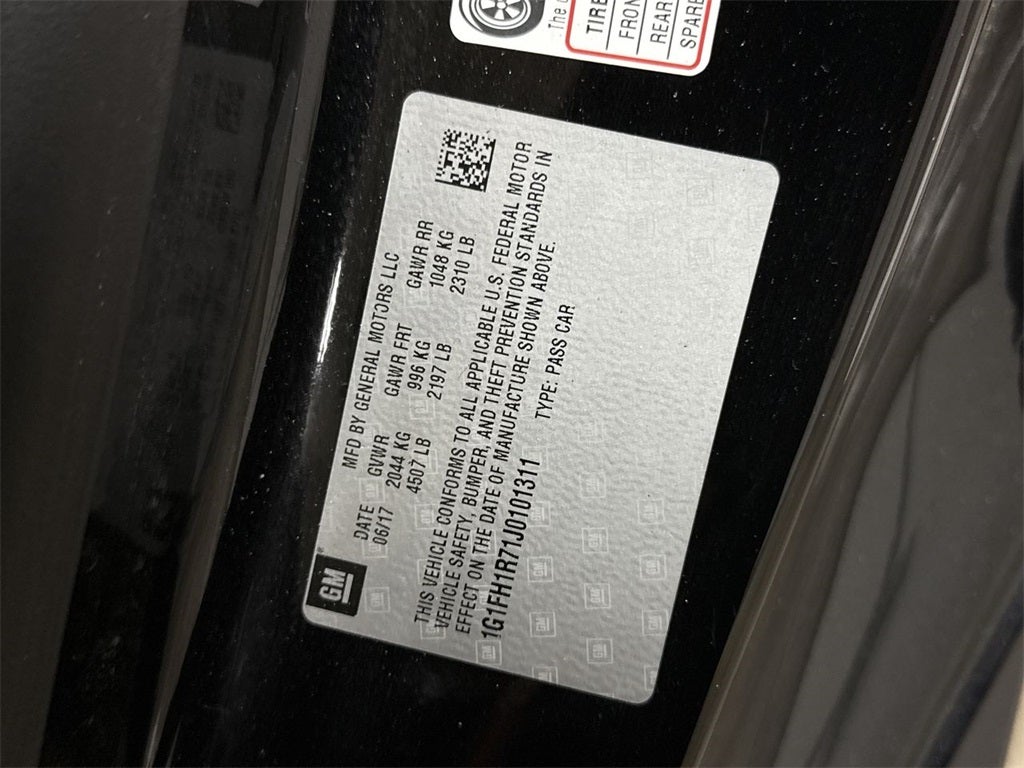 The
TIRE
FRON
REAR
SPARE
GM
MFD BY GENERAL MOTORS LLC
DATE GVWR GAWR FRT GAWR RR
06/17 2044 KG 996 KG 1048 KG
4507 LB 2197 LB 2310 LB
THIS VEHICLE CONFORMS TO ALL APPLICABLE U.S. FEDERAL MOTOR
VEHICLE SAFETY, BUMPER, AND THEFT PREVENTION STANDARDS IN
EFFECT ON THE DATE OF MANUFACTURE SHOWN ABOVE.
1G1FH1R71J0101311 TYPE: PASS CAR